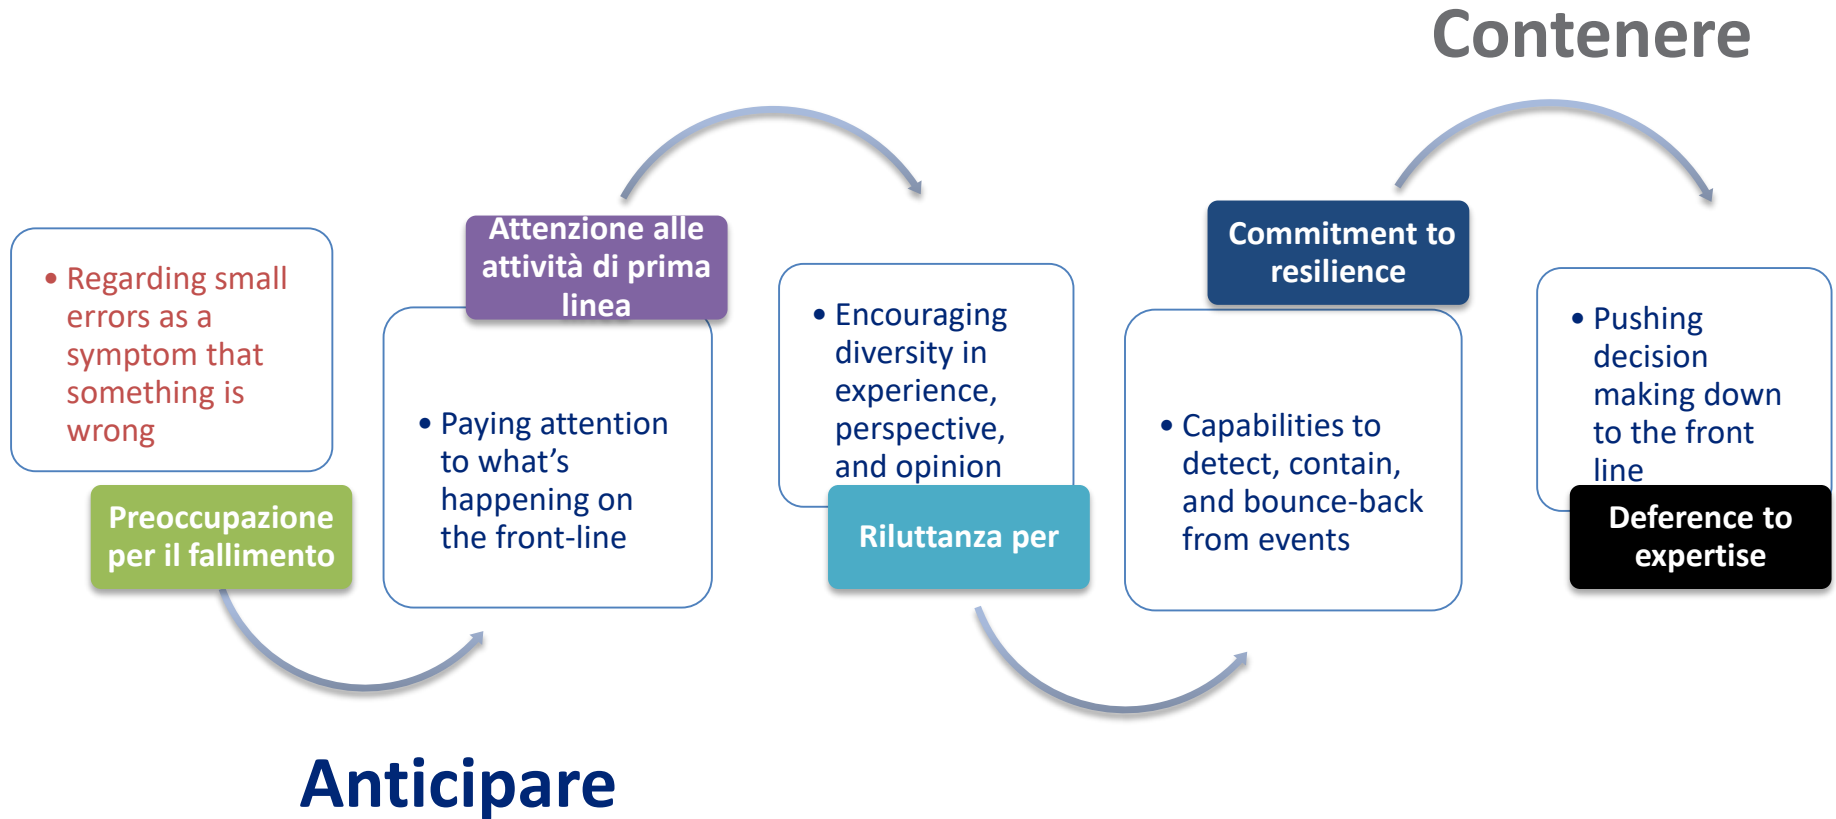 Contenere
• Regarding small
errors as a
symptom that
something is
wrong
Preoccupazione
per il fallimento
Attenzione alle
attività di prima
linea
• Paying attention
to what’s
happening on
the front-line
• Encouraging
diversity in
experience,
perspective,
and opinion
Riluttanza per
Commitment to
resilience
• Capabilities to
detect, contain,
and bounce-back
from events
• Pushing
decision
making down
to the front
line
Deference to
expertise
Anticipare